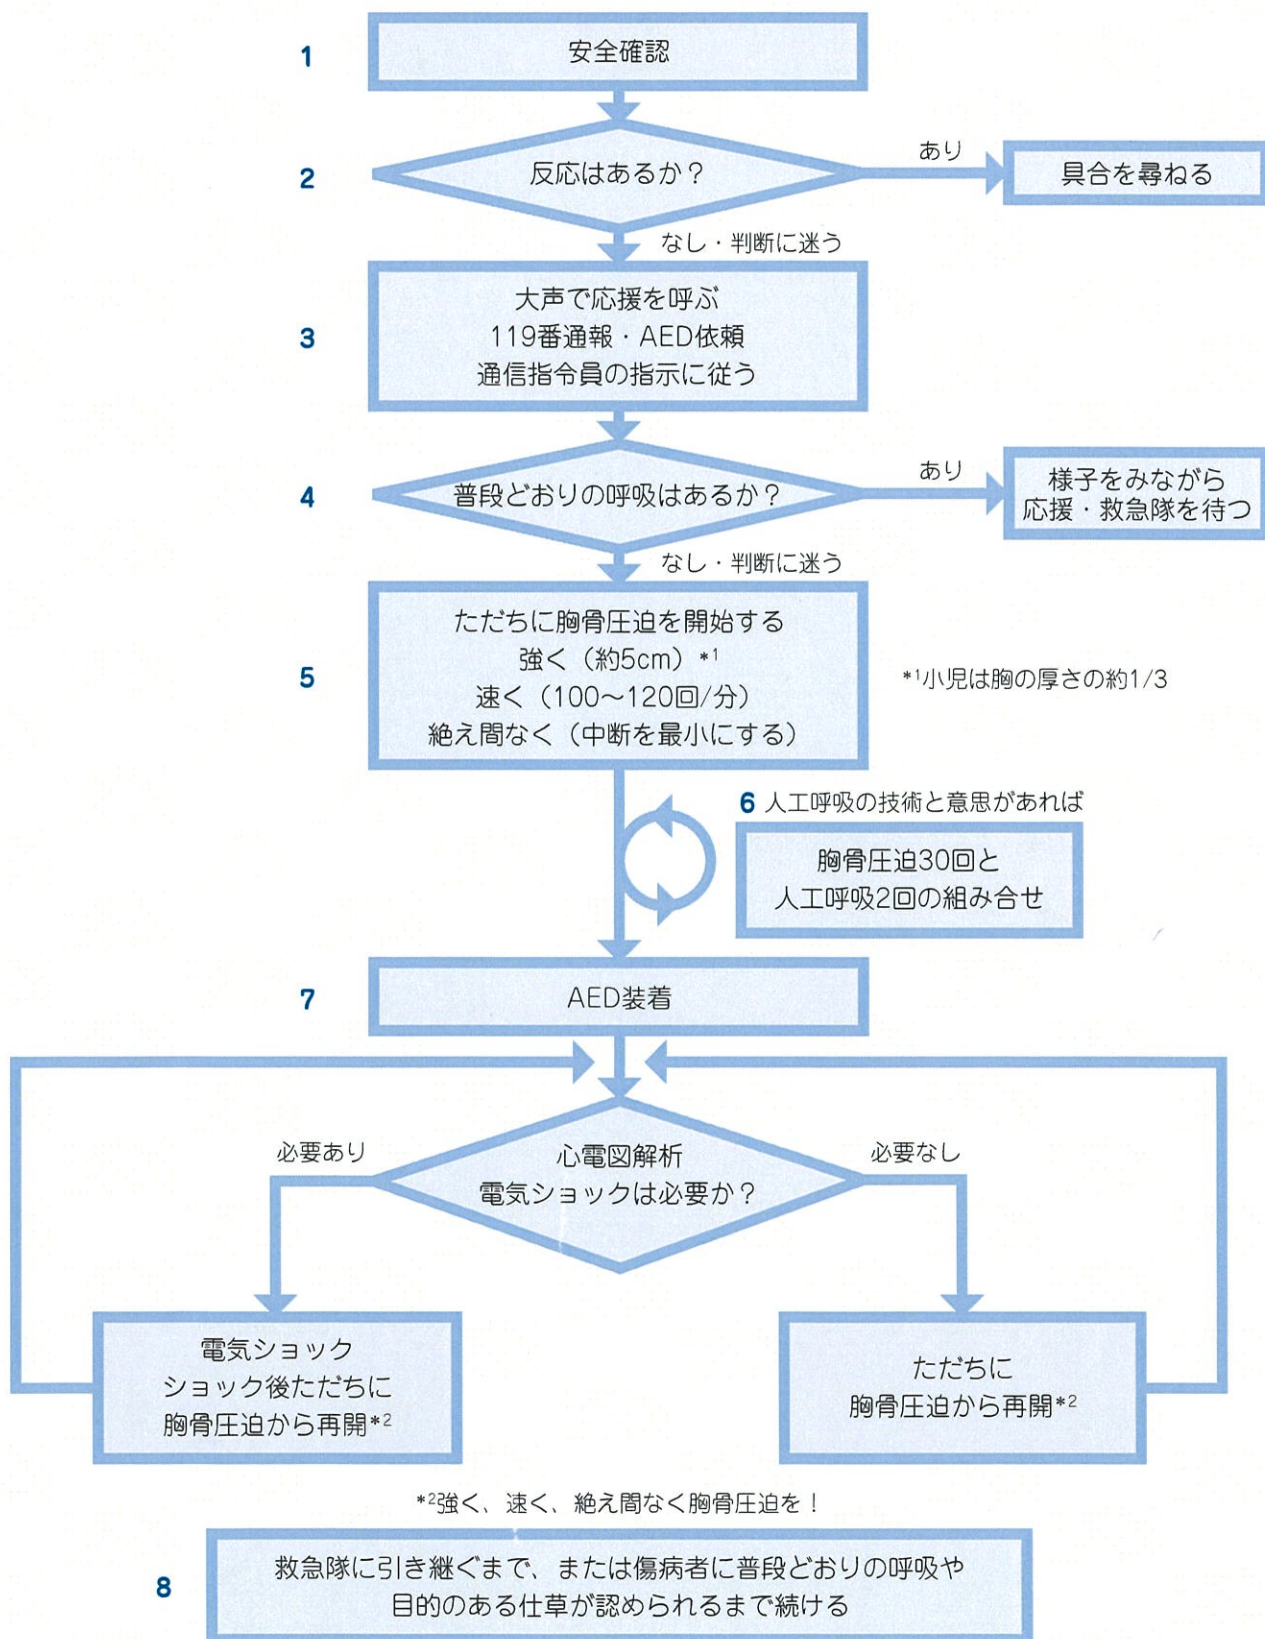 1
安全確認
2
反応はあるか？
あり
具合を尋ねる
なし・判断に迷う
3
大声で応援を呼ぶ
119番通報・AED依頼
通信指令員の指示に従う
4
普段どおりの呼吸はあるか？
あり
様子をみながら
応援・救急隊を待つ
なし・判断に迷う
5
ただちに胸骨圧迫を開始する
強く（約5cm）*1
速く（100〜120回/分）
絶え間なく（中断を最小にする）
*1小児は胸の厚さの約1/3
6 人工呼吸の技術と意思があれば
胸骨圧迫30回と
人工呼吸2回の組み合せ
7
AED装着
心電図解析
電気ショックは必要か？
必要あり
必要なし
電気ショック
ショック後ただちに
胸骨圧迫から再開*2
ただちに
胸骨圧迫から再開*2
*2強く、速く、絶え間なく胸骨圧迫を！
8
救急隊に引き継ぐまで、または傷病者に普段どおりの呼吸や
目的のある仕草が認められるまで続ける